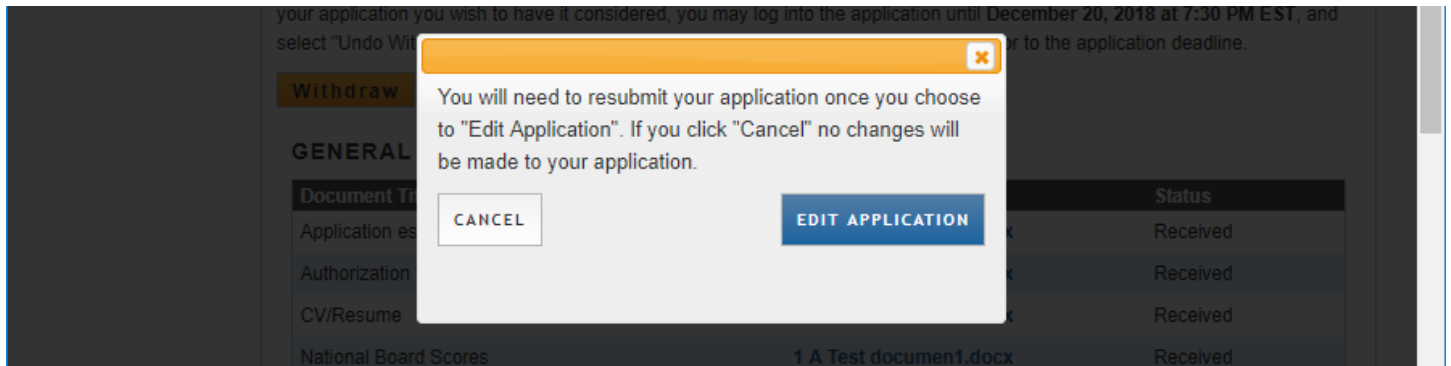 your application you wish to have it considered, you may log into the application until December 20, 2018 at 7:30 PM EST, and
select "Undo Wit or to the application deadline.
Withdraw
You will need to resubmit your application once you choose
to "Edit Application". If you click "Cancel" no changes will
be made to your application.
GENERAL
CANCEL EDIT APPLICATION
Document Tit Status
Application es x Received
Authorization x Received
CV/Resume x Received
National Board Scores 1 A Test documen1.docx Received